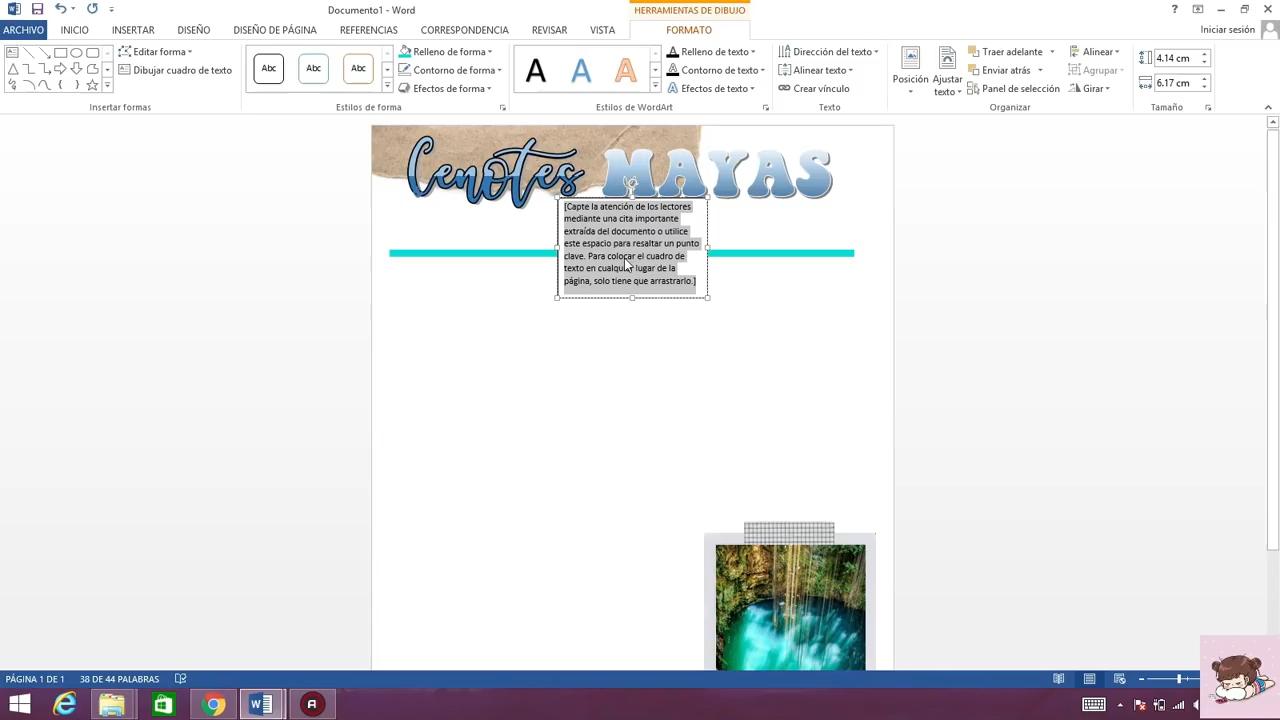 Documento1 - Word
HERRAMIENTAS DE DIBUJO
ARCHIVO INICIO INSERTAR DISEÑO DISEÑO DE PÁGINA REFERENCIAS CORRESPONDENCIA REVISAR VISTA FORMATO Iniciar sesión
Editar forma
Dibujar cuadro de texto
Insertar formas
Abc Abc Abc
Relleno de forma
Contorno de forma
Efectos de forma
Estilos de forma
A A A
Relleno de texto
Contorno de texto
Efectos de texto
Estilos de WordArt
Dirección del texto
Alinear texto
Crear vínculo
Texto
Posición
Ajustar
texto
Traer adelante
Enviar atrás
Panel de selección
Alinear
Agrupar
Girar
Organizar
4.14 cm
6.17 cm
Tamaño
Cenotes MAYAS
[Capte la atención de los lectores
mediante una cita importante
extraída del documento o utilice
este espacio para resaltar un punto
clave. Para colocar el cuadro de
texto en cualquier lugar de la
página, solo tiene que arrastrarlo.]
PÁGINA 1 DE 1 38 DE 44 PALABRAS